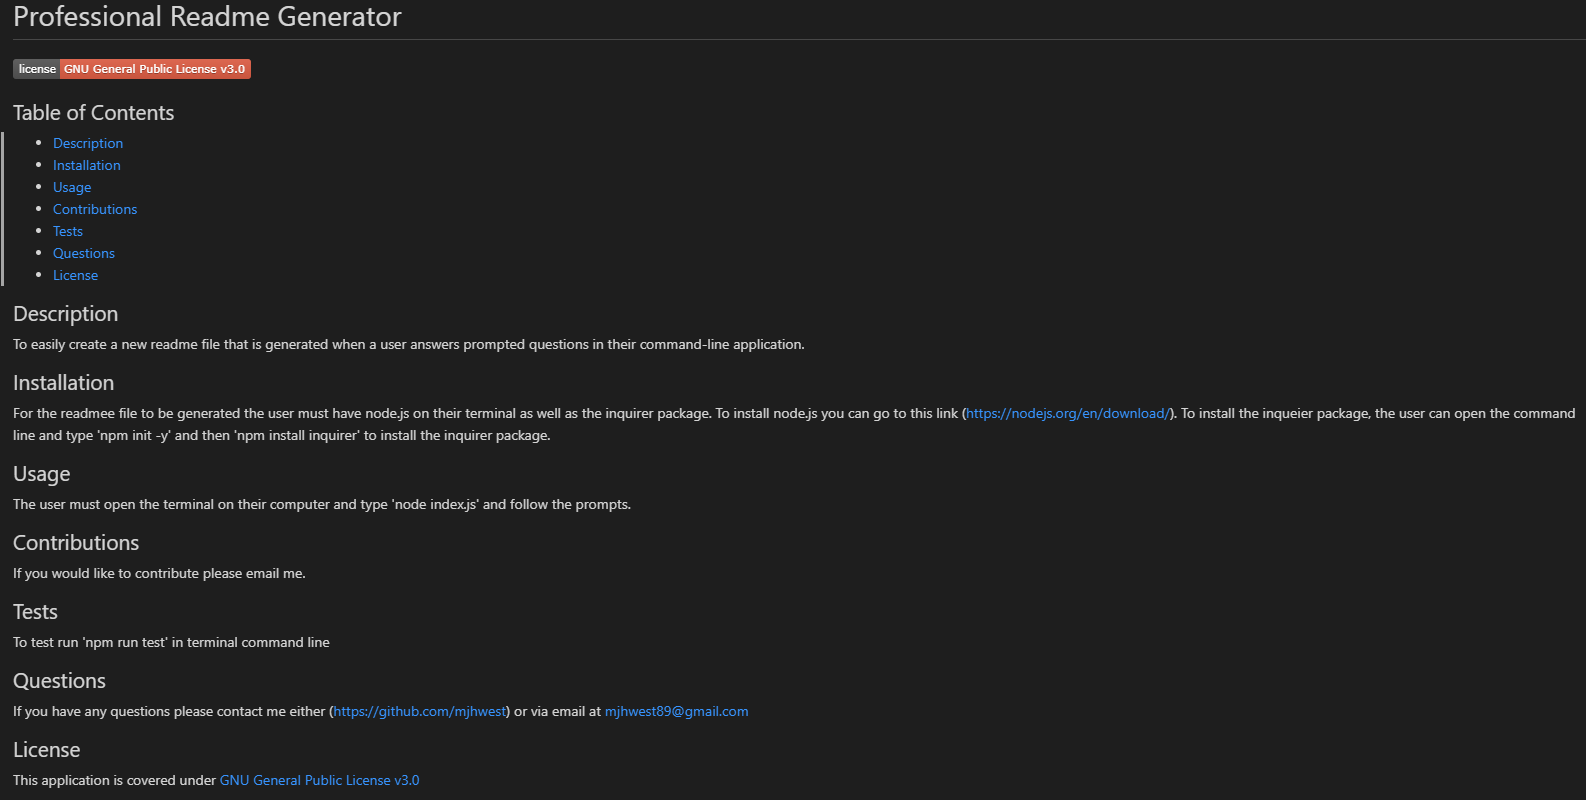 Professional Readme Generator
license GNU General Public License v3.0
Table of Contents
Description
Installation
Usage
Contributions
Tests
Questions
License
Description
To easily create a new readme file that is generated when a user answers prompted questions in their command-line application.
Installation
For the readmee file to be generated the user must have node.js on their terminal as well as the inquirer package. To install node.js you can go to this link (https://nodejs.org/en/download/). To install the inqueier package, the user can open the command
line and type 'npm init -y' and then 'npm install inquirer' to install the inquirer package.
Usage
The user must open the terminal on their computer and type 'node index.js' and follow the prompts.
Contributions
If you would like to contribute please email me.
Tests
To test run 'npm run test' in terminal command line
Questions
If you have any questions please contact me either (https://github.com/mjhwest) or via email at mjhwest89@gmail.com
License
This application is covered under GNU General Public License v3.0